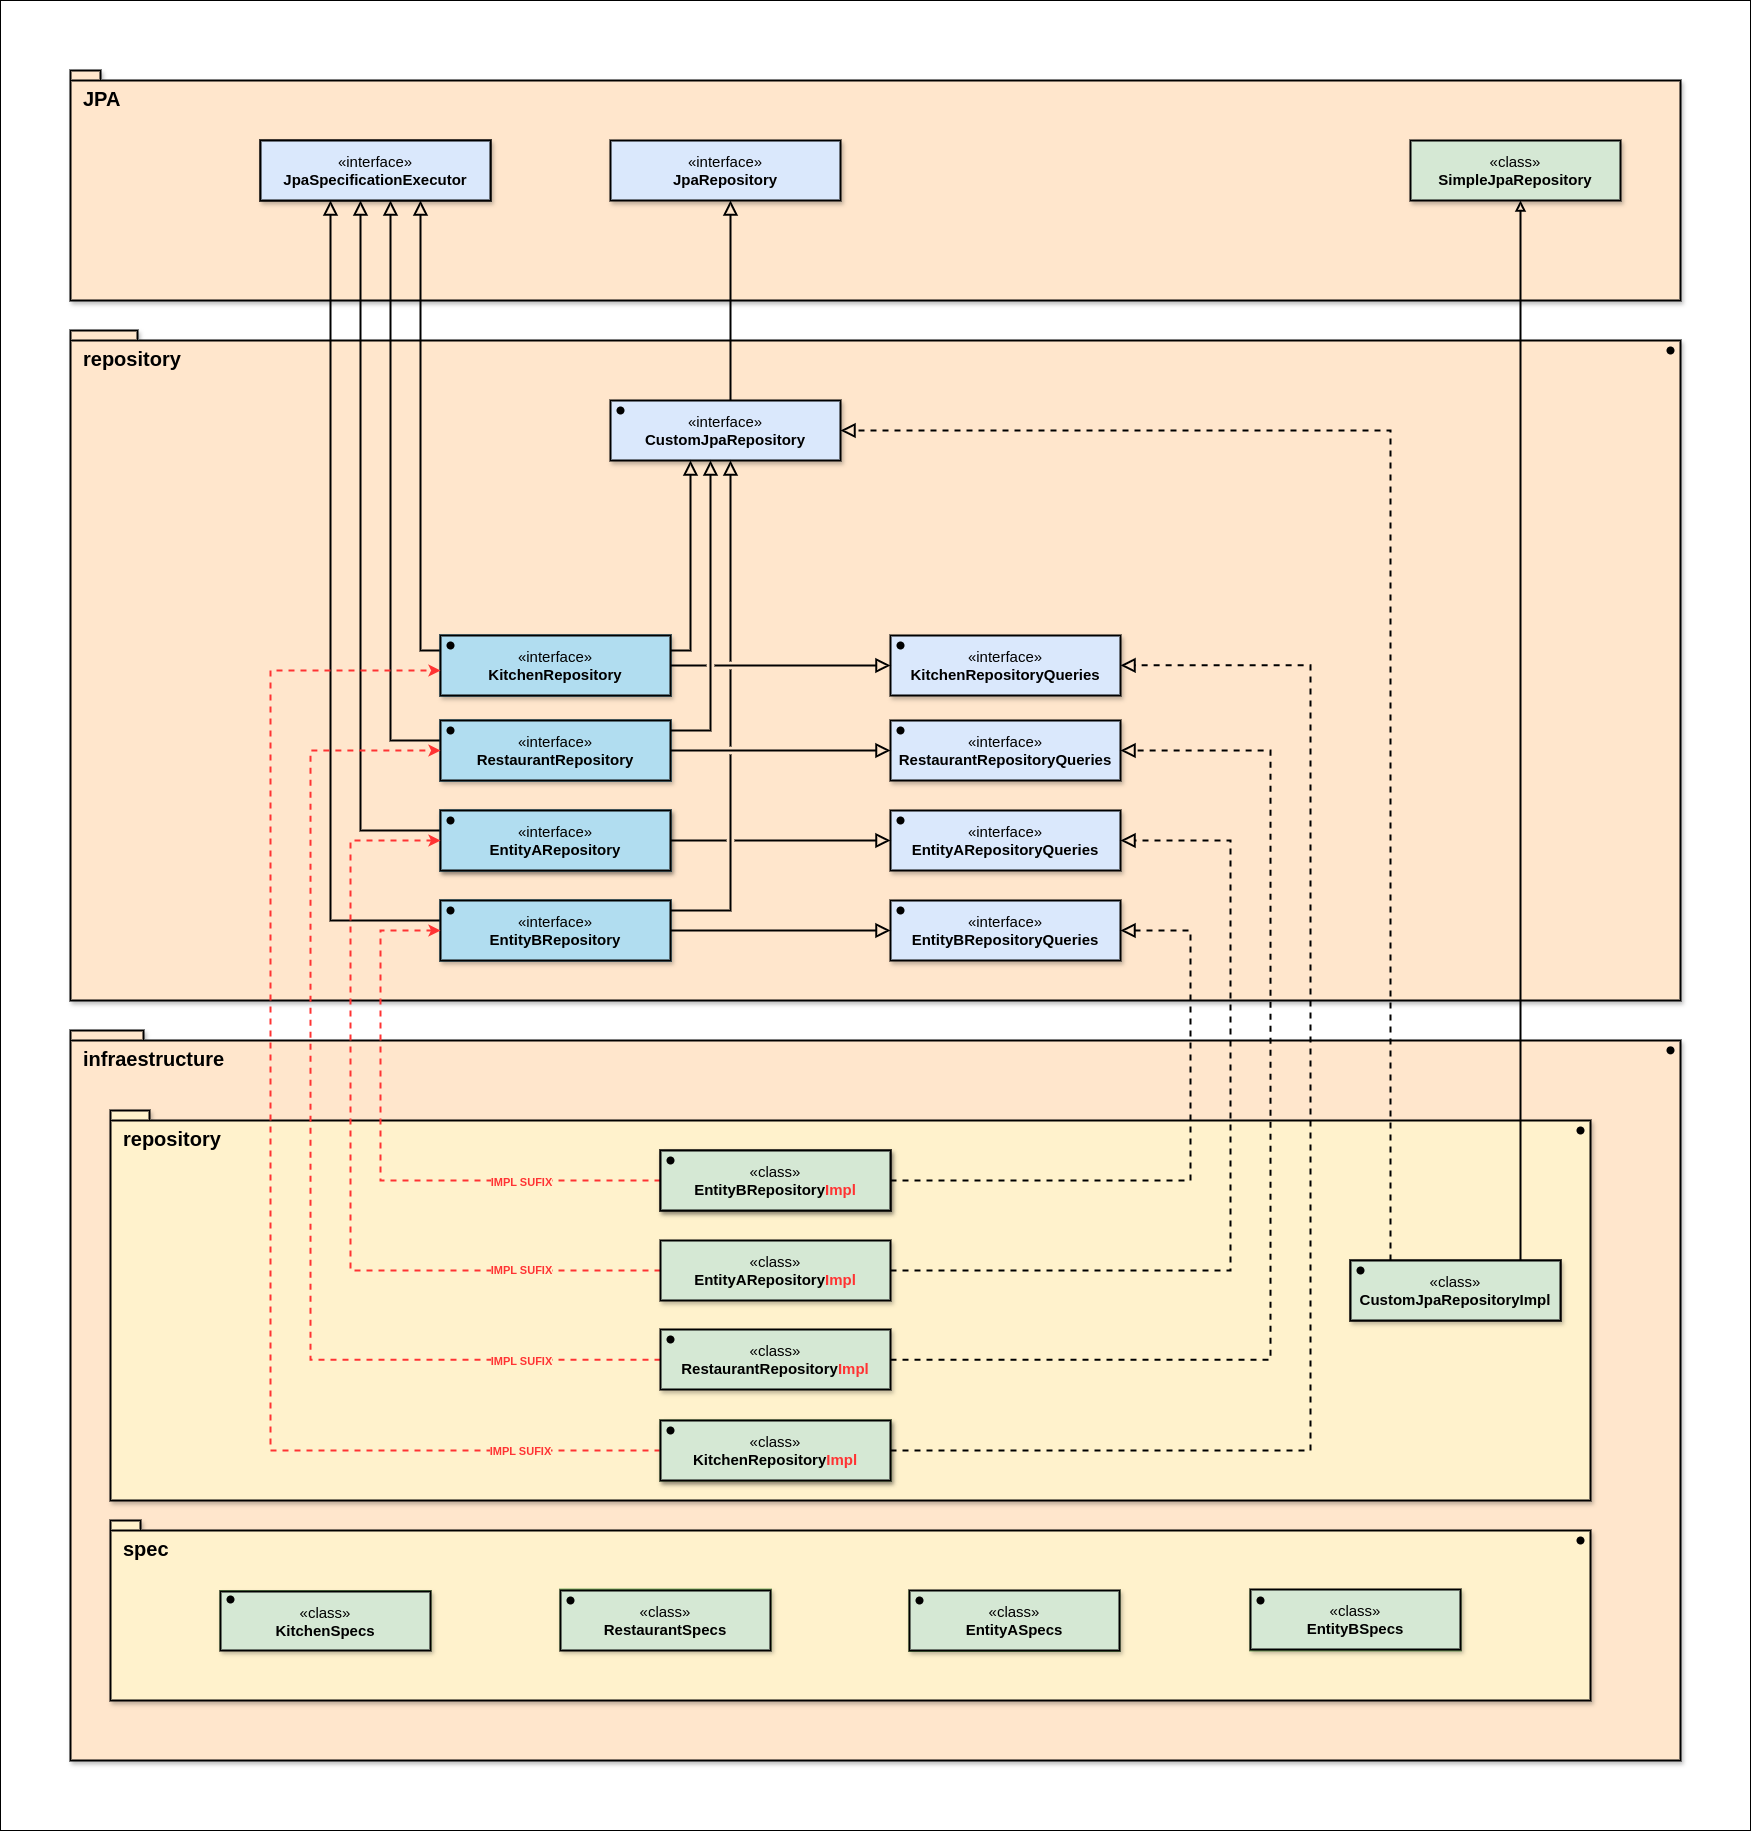 JPA
«interface»
JpaSpecificationExecutor
«interface»
JpaRepository
«class»
SimpleJpaRepository
repository
«interface»
CustomJpaRepository
«interface»
KitchenRepository
«interface»
KitchenRepositoryQueries
«interface»
RestaurantRepository
«interface»
RestaurantRepositoryQueries
«interface»
EntityARepository
«interface»
EntityARepositoryQueries
«interface»
EntityBRepository
«interface»
EntityBRepositoryQueries
infraestructure
repository
IMPL SUFIX
«class»
EntityBRepositoryImpl
IMPL SUFIX
«class»
EntityARepositoryImpl
«class»
CustomJpaRepositoryImpl
IMPL SUFIX
«class»
RestaurantRepositoryImpl
IMPL SUFIX
«class»
KitchenRepositoryImpl
spec
«class»
KitchenSpecs
«class»
RestaurantSpecs
«class»
EntityASpecs
«class»
EntityBSpecs